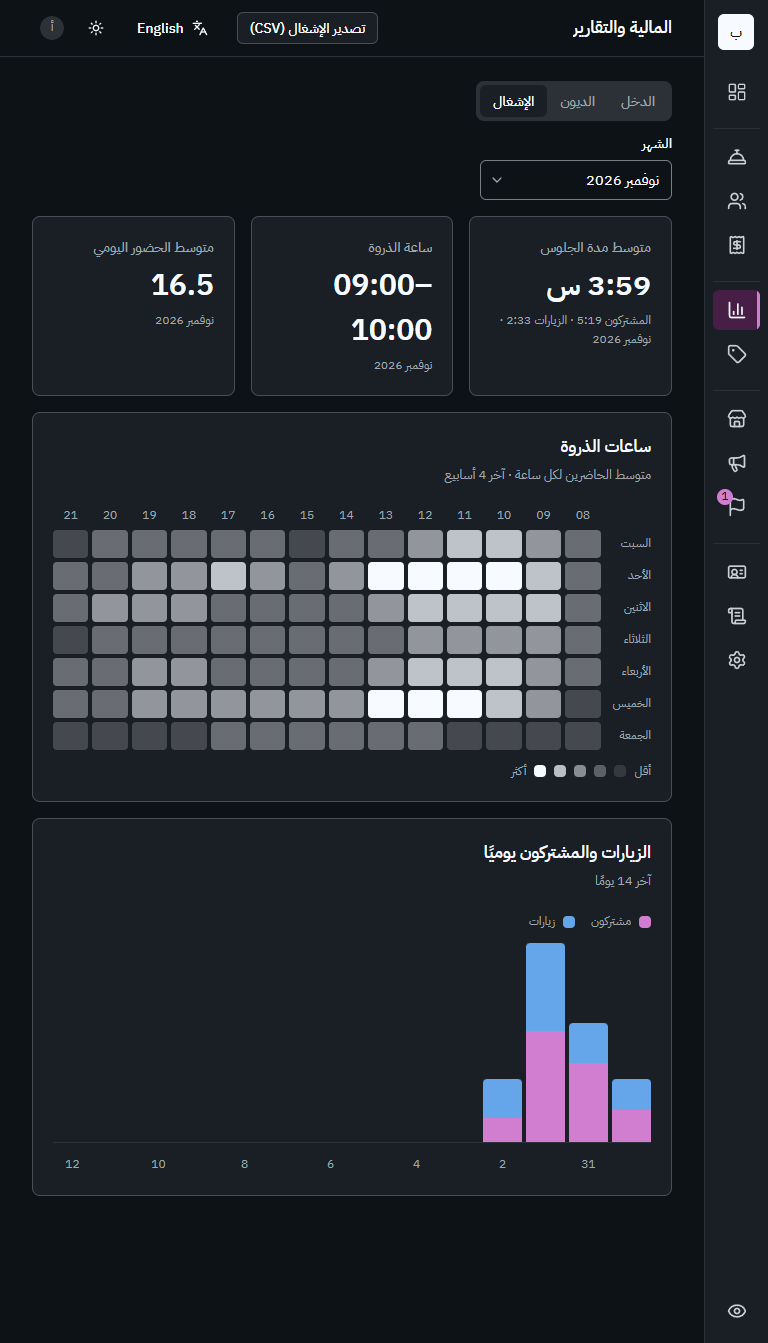 ب
المالية والتقارير
تصدير الإشغال (CSV)
English
أ
الدخل
الديون
الإشغال
الشهر
نوفمبر 2026
متوسط مدة الجلوس
3:59 س
المشتركون 5:19 · الزيارات 2:33 ·
نوفمبر 2026
ساعة الذروة
09:00–
10:00
نوفمبر 2026
متوسط الحضور اليومي
16.5
نوفمبر 2026
ساعات الذروة
متوسط الحاضرين لكل ساعة · آخر 4 أسابيع
08 09 10 11 12 13 14 15 16 17 18 19 20 21
السبت
الأحد
الاثنين
الثلاثاء
الأربعاء
الخميس
الجمعة
أقل
أكثر
الزيارات والمشتركون يوميًا
آخر 14 يومًا
مشتركون
زيارات
31 2 4 6 8 10 12
1